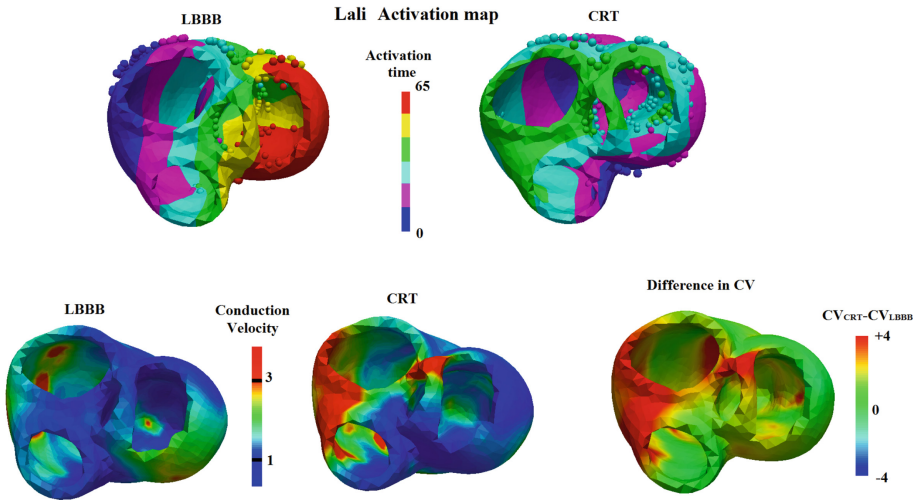 Lali Activation map
LBBB
CRT
Activation
time
65
0
LBBB
Conduction
Velocity
3
1
CRT
Difference in CV
CVCRT-CVLBBB
+4
0
-4